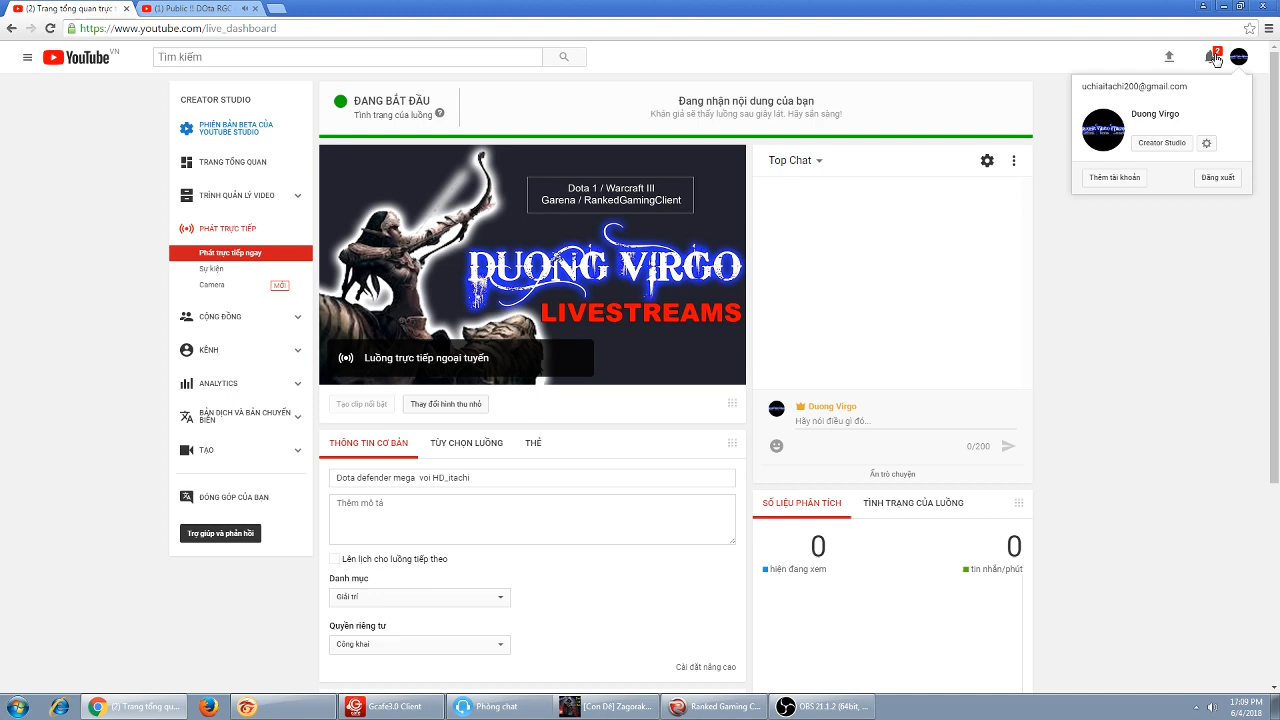 (2) Trang tổng quan trực t
(1) Public !! DOta RGC
https://www.youtube.com/live_dashboard
YouTube VN
Tìm kiếm
2
uchiaitachi200@gmail.com
Duong Virgo
Creator Studio
Thêm tài khoản
Đăng xuất
CREATOR STUDIO
PHIÊN BẢN BETA CỦA
YOUTUBE STUDIO
TRANG TỔNG QUAN
TRÌNH QUẢN LÝ VIDEO
PHÁT TRỰC TIẾP
Phát trực tiếp ngay
Sự kiện
Camera
MỚI
CỘNG ĐỒNG
KÊNH
ANALYTICS
BẢN DỊCH VÀ BẢN CHUYỂN
BIÊN
TẠO
ĐÓNG GÓP CỦA BẠN
Trợ giúp và phản hồi
ĐANG BẮT ĐẦU
Tình trạng của luồng
Đang nhận nội dung của bạn
Khán giả sẽ thấy luồng sau giây lát. Hãy sẵn sàng!
Dota 1 / Warcraft III
Garena / RankedGamingClient
DUONG VIRGO
LIVESTREAMS
Luồng trực tiếp ngoại tuyến
Tạo clip nổi bật
Thay đổi hình thu nhỏ
THÔNG TIN CƠ BẢN
TÙY CHỌN LUỒNG
THẺ
Dota defender mega voi HD_itachi
Thêm mô tả
Lên lịch cho luồng tiếp theo
Danh mục
Giải trí
Quyền riêng tư
Công khai
Cài đặt nâng cao
Top Chat
Duong Virgo
Hãy nói điều gì đó...
0/200
Ẩn trò chuyện
SỐ LIỆU PHÂN TÍCH
TÌNH TRẠNG CỦA LUỒNG
0
0
hiện đang xem
tin nhắn/phút
(2) Trang tổng qu...
Gcafe3.0 Client
Phòng chat
[Con Dê] Zagorak...
Ranked Gaming C...
OBS 21.1.2 (64bit, ...
17:09 PM
6/4/2018